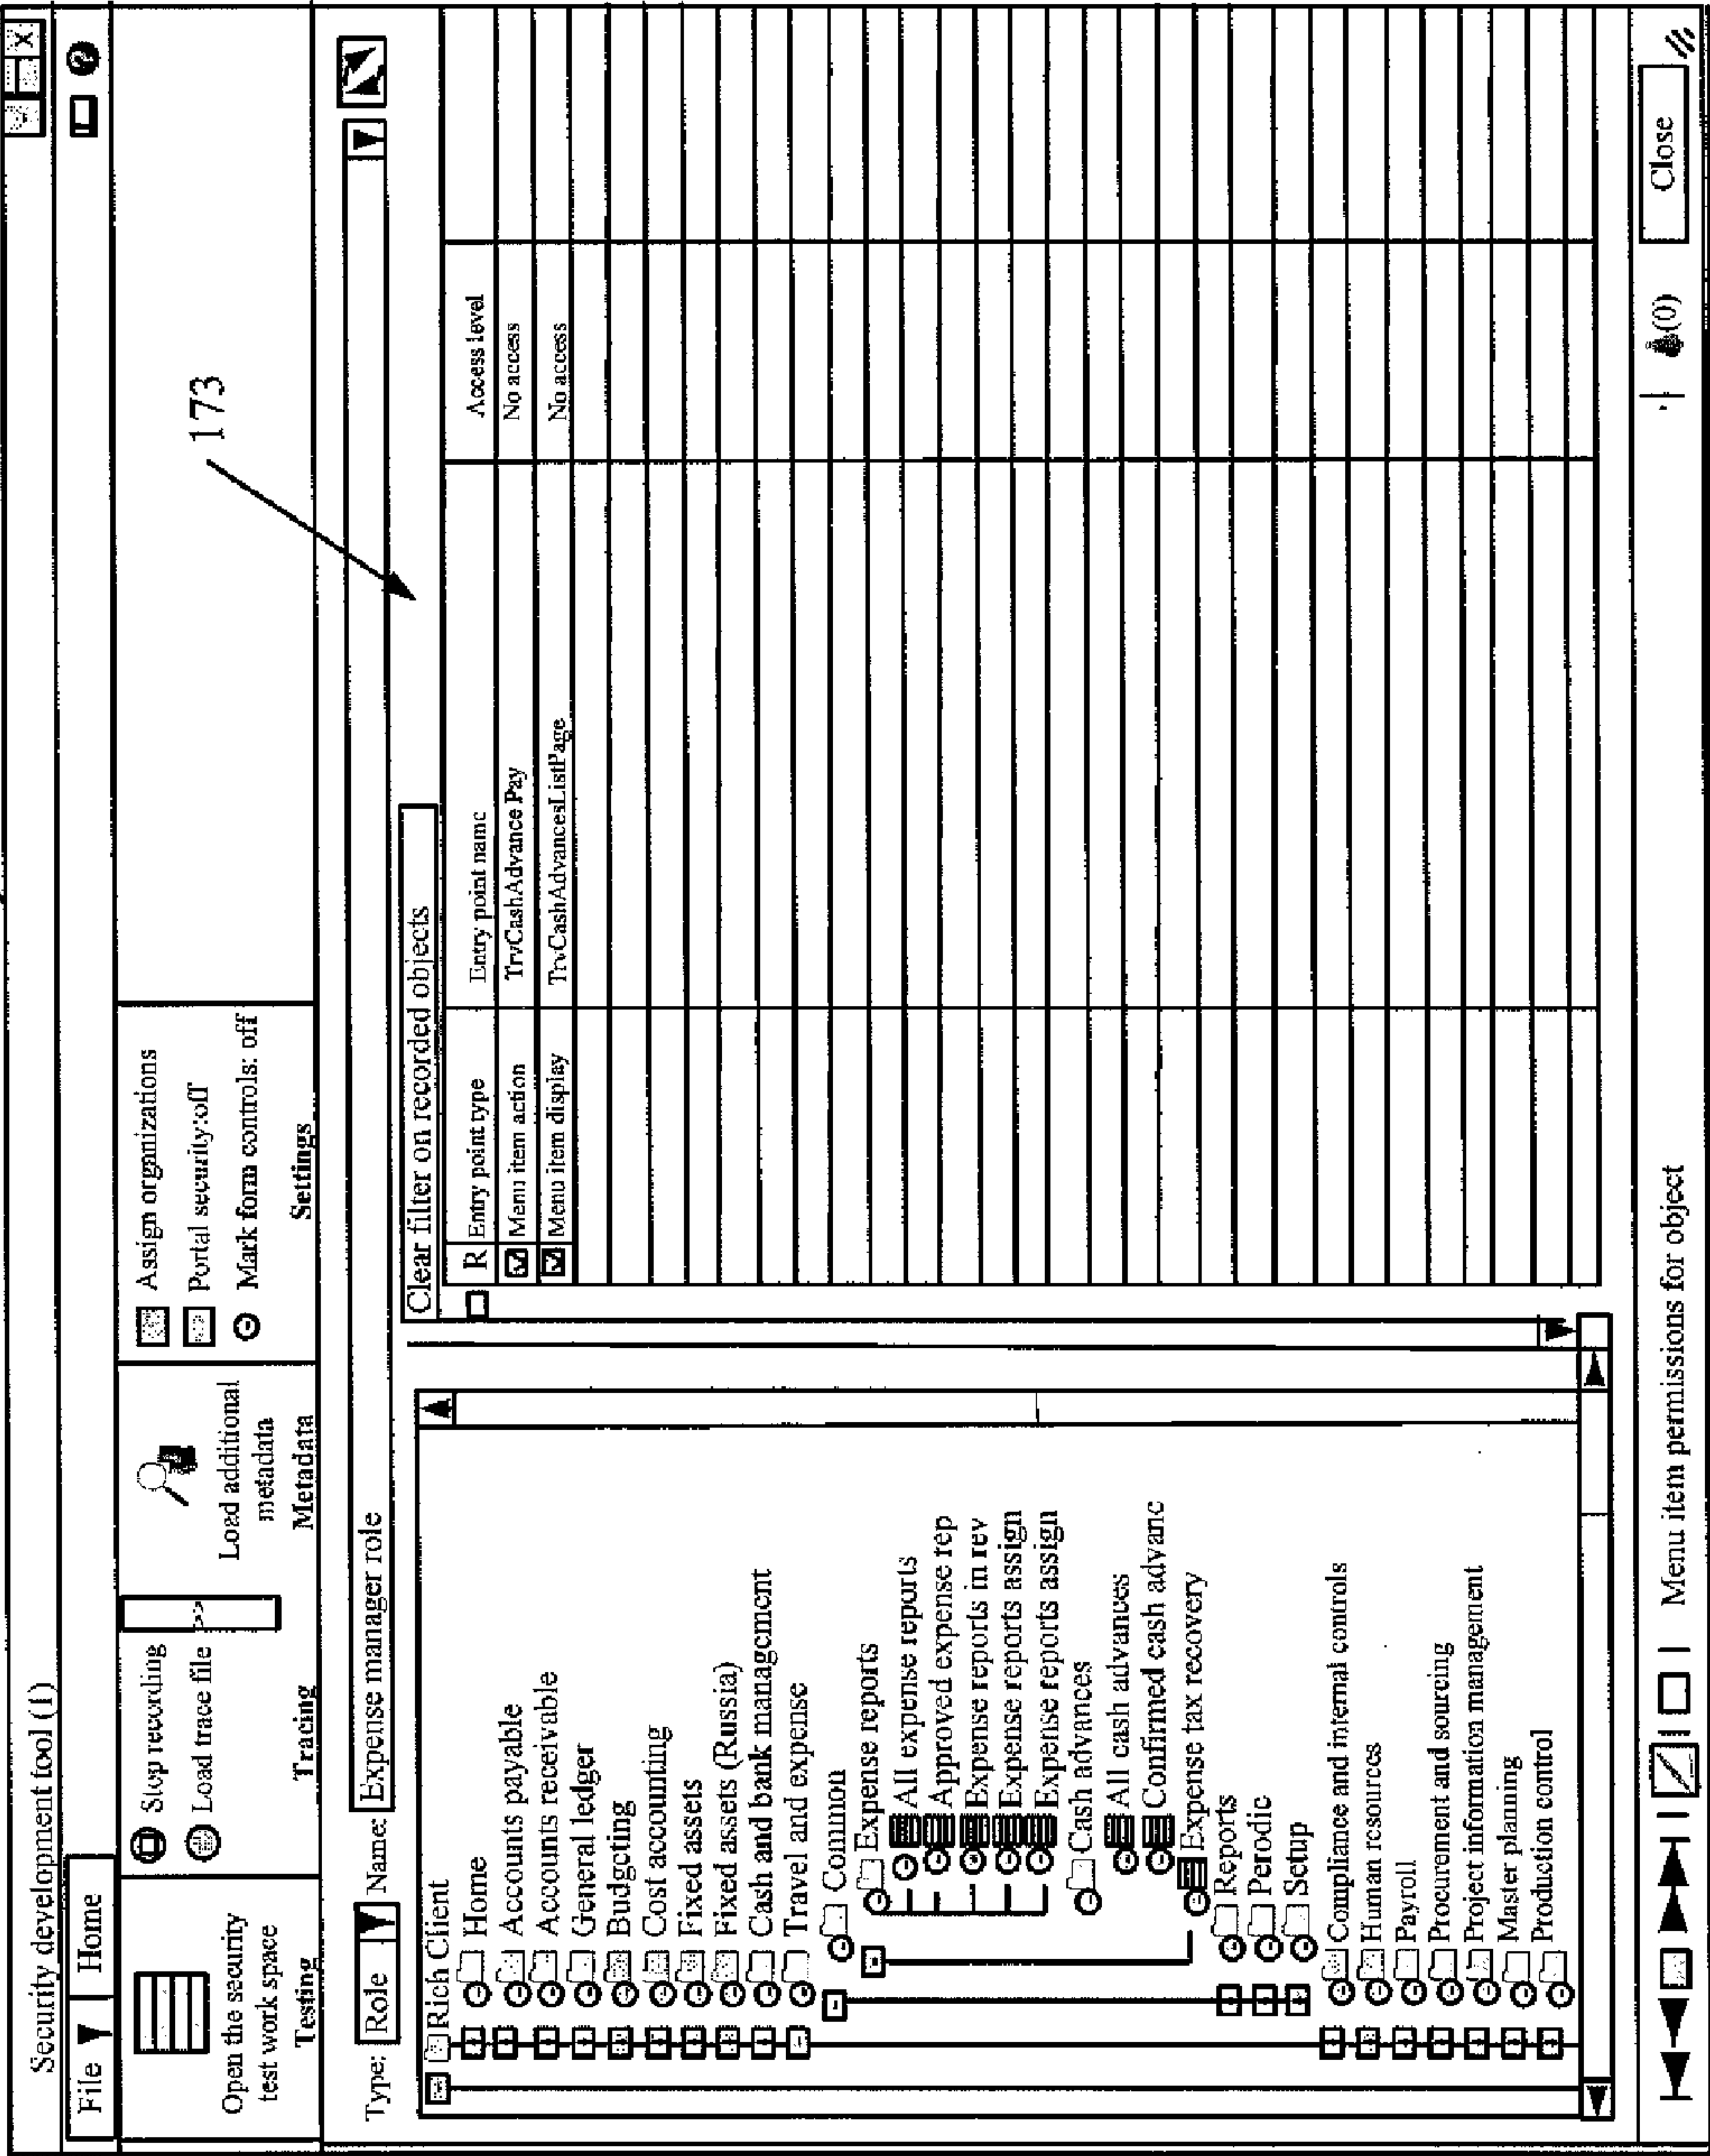 Security development tool (1)
File Home
Open the security
test work space
Testing
Stop recording
Load trace file
Tracing
>>
Load additional
metadata
Metadata
Assign organizations
Portal security:off
Mark form controls: off
Settings
173
Type: Role Name: Expense manager role
Rich Client
Home
Accounts payable
Accounts receivable
General ledger
Budgeting
Cost accounting
Fixed assets
Fixed assets (Russia)
Cash and bank management
Travel and expense
Common
Expense reports
All expense reports
Approved expense rep
Expense reports in rev
Expense reports assign
Expense reports assign
Cash advances
All cash advances
Confirmed cash advanc
Expense tax recovery
Reports
Perodic
Setup
Compliance and internal controls
Human resources
Payroll
Procurement and sourcing
Project information management
Master planning
Production control
Clear filter on recorded objects
R Entry point type Entry point name Access level
Menu item action TrvCashAdvance Pay No access
Menu item display TrvCashAdvancesListPage No access
Menu item permissions for object (0) Close